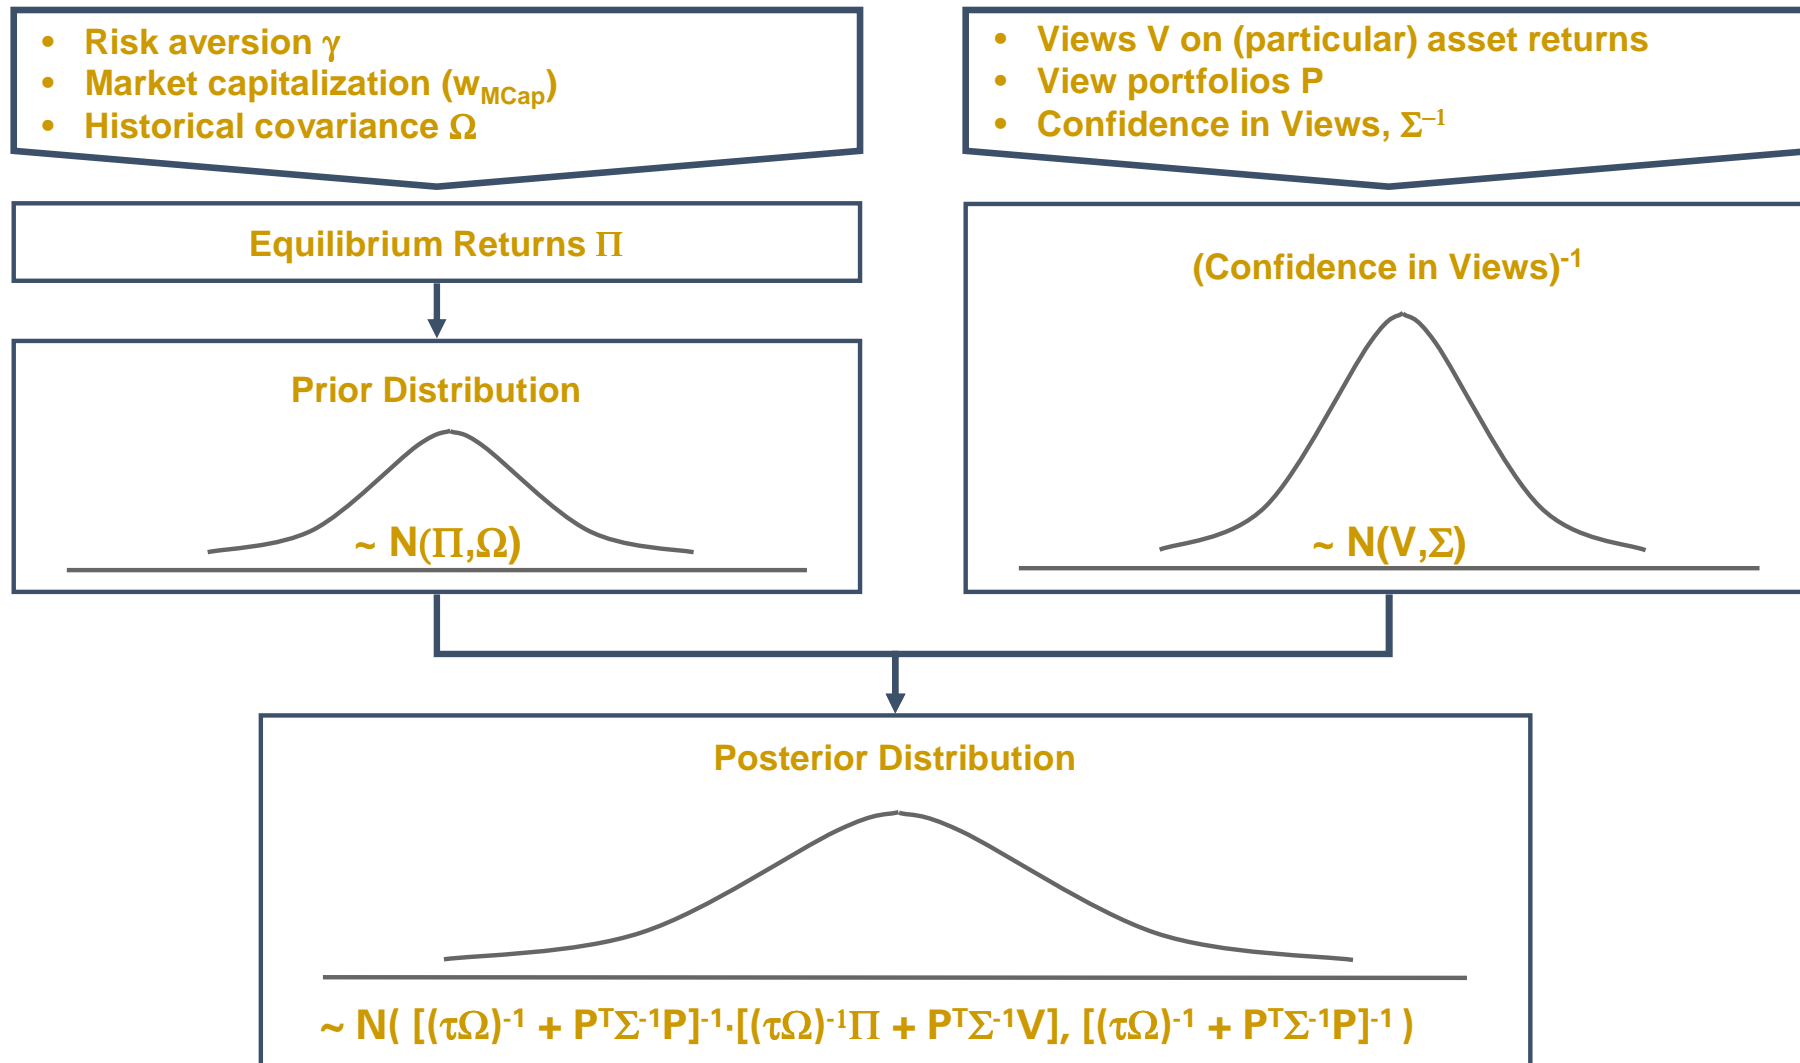 • Risk aversion γ
• Market capitalization (w_MCap)
• Historical covariance Ω
• Views V on (particular) asset returns
• View portfolios P
• Confidence in Views, Σ⁻¹
Equilibrium Returns Π
Prior Distribution
~ N(Π,Ω)
(Confidence in Views)⁻¹
~ N(V,Σ)
Posterior Distribution
~ N( [(τΩ)⁻¹ + PᵀΣ⁻¹P]⁻¹·[(τΩ)⁻¹Π + PᵀΣ⁻¹V], [(τΩ)⁻¹ + PᵀΣ⁻¹P]⁻¹ )